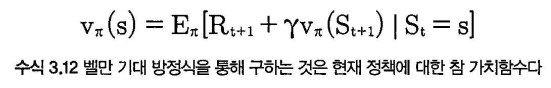 vπ(s) = Eπ[Rt+1 + γvπ(St+1) | St = s]
수식 3.12 벨만 기대 방정식을 통해 구하는 것은 현재 정책에 대한 참 가치함수다